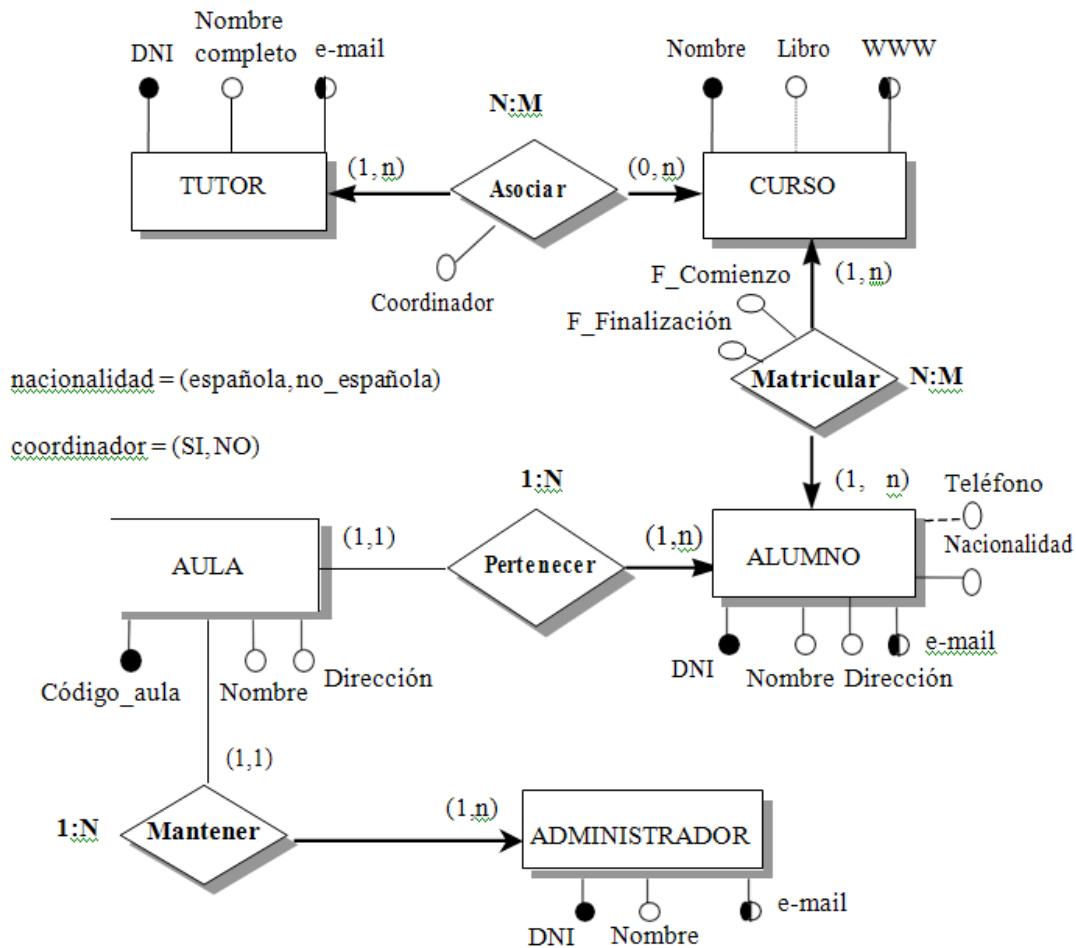 DNI
Nombre
completo
e-mail
Nombre
Libro
WWW
N:M
TUTOR
(1, n)
Asociar
(0, n)
CURSO
Coordinador
F_Comienzo
(1, n)
F_Finalización
Matricular
N:M
nacionalidad = (española, no_española)
coordinador = (SI, NO)
1:N
(1, n)
Teléfono
Nacionalidad
AULA
(1,1)
Pertenecer
(1,n)
ALUMNO
DNI
Nombre
Dirección
e-mail
Código_aula
Nombre
Dirección
(1,1)
1:N
Mantener
(1,n)
ADMINISTRADOR
DNI
Nombre
e-mail